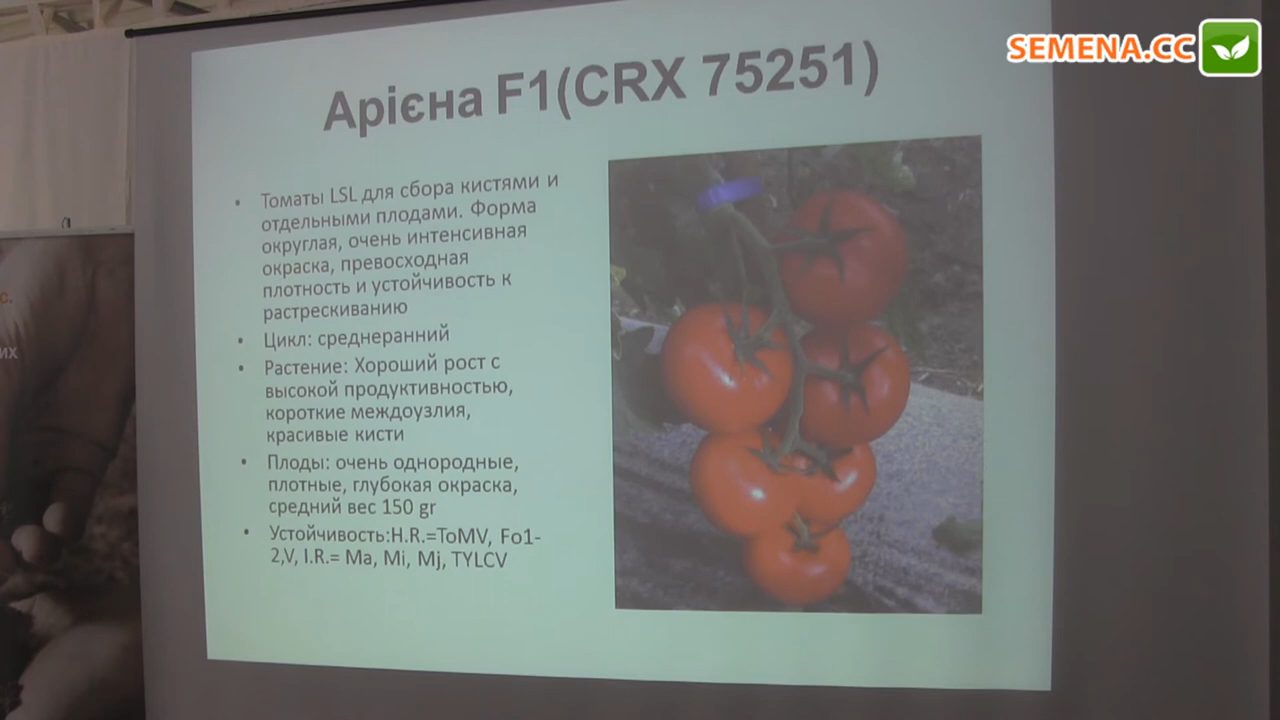 SEMENA.CC
Арієна F1(CRX 75251)
• Томаты LSL для сбора кистями и
отдельными плодами. Форма
округлая, очень интенсивная
окраска, превосходная
плотность и устойчивость к
растрескиванию
• Цикл: среднеранний
• Растение: Хороший рост с
высокой продуктивностью,
короткие междоузлия,
красивые кисти
• Плоды: очень однородные,
плотные, глубокая окраска,
средний вес 150 gr
• Устойчивость:H.R.=ToMV, Fo1-
2,V, I.R.= Ma, Mi, Mj, TYLCV
с.
их